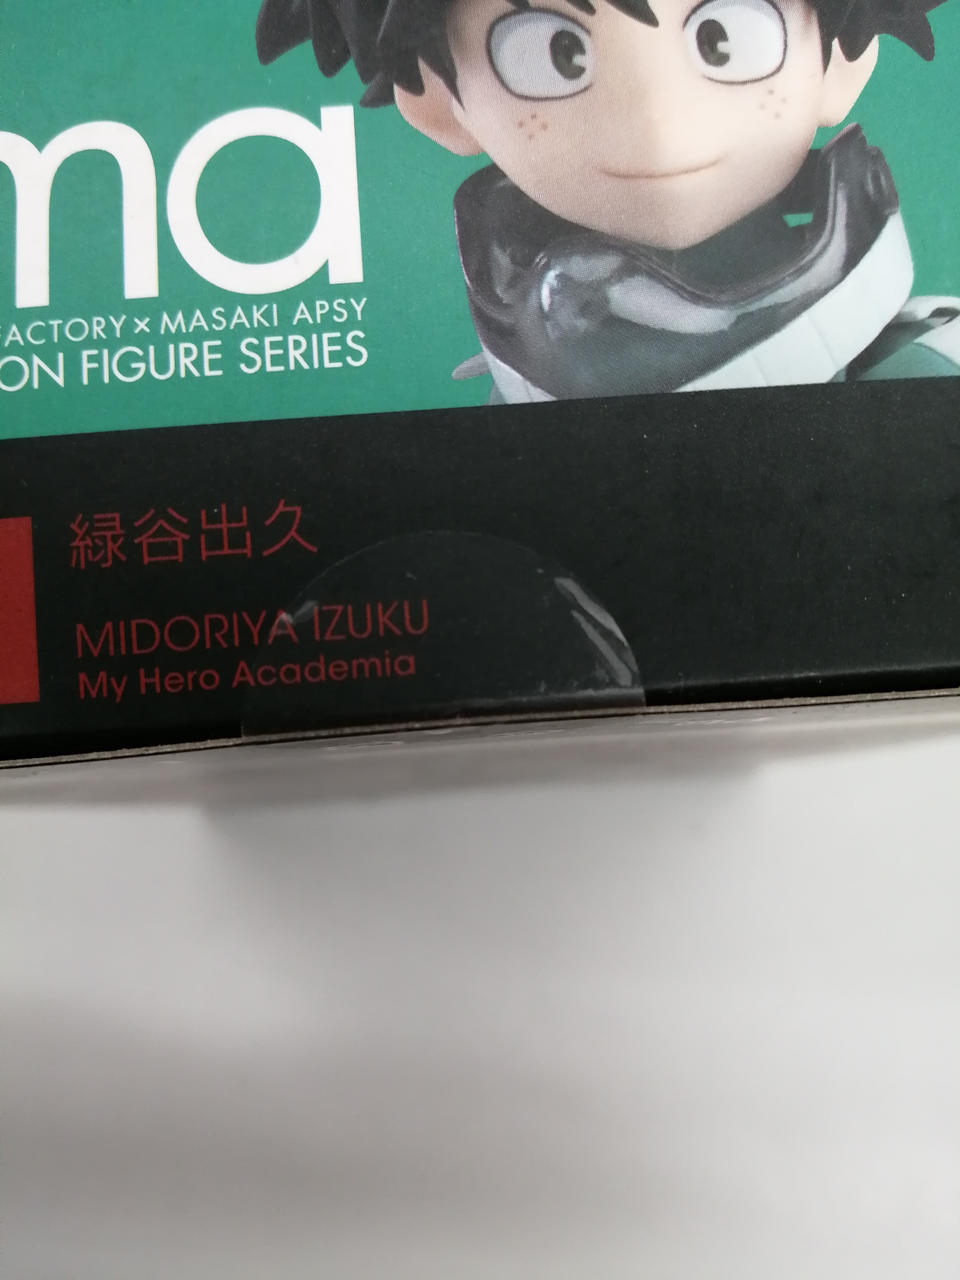 ma
FACTORY×MASAKI APSY
ON FIGURE SERIES
緑谷出久
MIDORIYA IZUKU
My Hero Academia